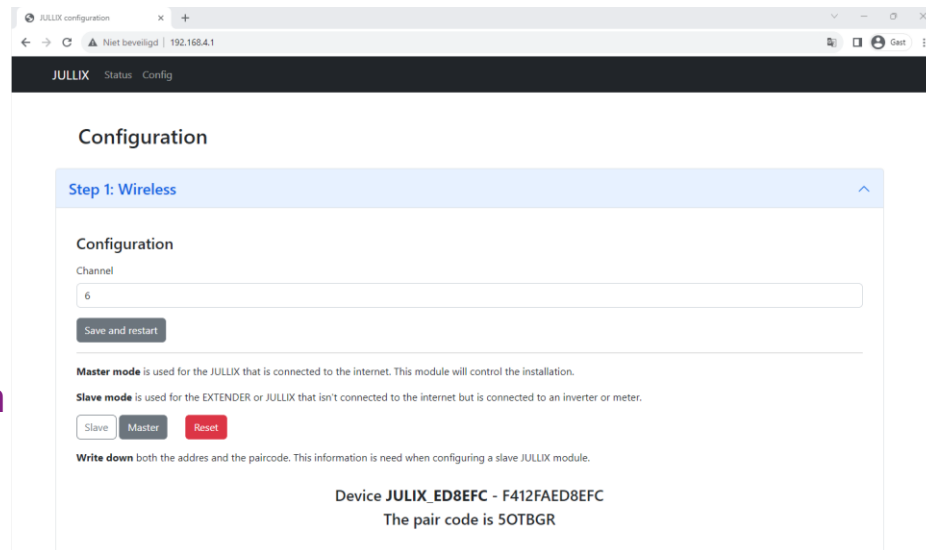 JULLIX configuration
Niet beveiligd | 192.168.4.1
Gast
JULLIX Status Config
Configuration
Step 1: Wireless
Configuration
Channel
6
Save and restart
Master mode is used for the JULLIX that is connected to the internet. This module will control the installation.
Slave mode is used for the EXTENDER or JULLIX that isn't connected to the internet but is connected to an inverter or meter.
Slave Master Reset
Write down both the addres and the paircode. This information is need when configuring a slave JULLIX module.
Device JULIX_ED8EFC - F412FAED8EFC
The pair code is 5OTBGR